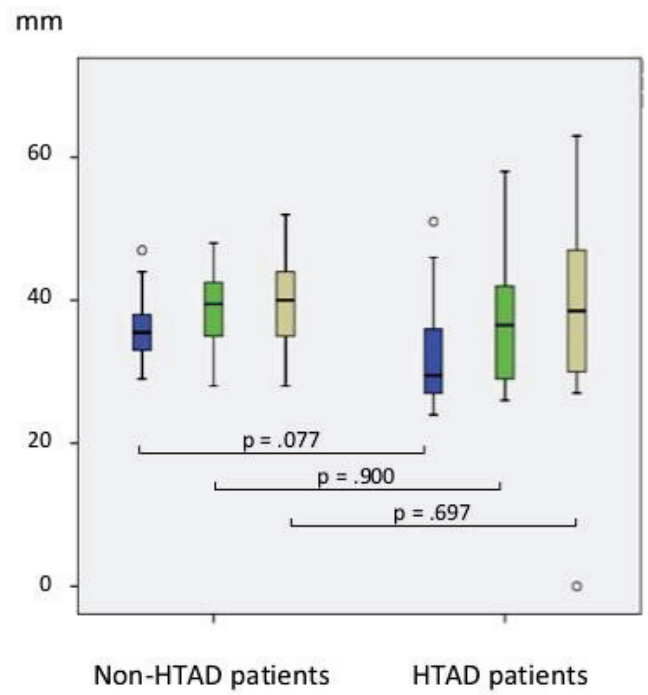 mm
60
40
20
0
p = .077
p = .900
p = .697
Non-HTAD patients
HTAD patients